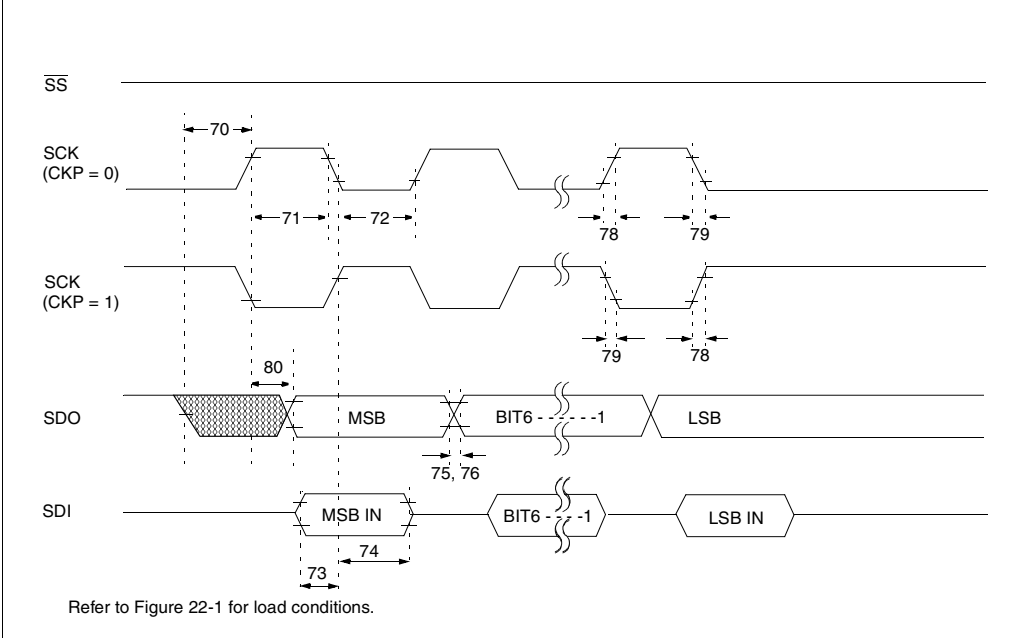 SS
70
SCK
(CKP = 0)
71
72
78
79
SCK
(CKP = 1)
79
78
80
SDO
MSB
BIT6 - - - - - -1
LSB
75, 76
SDI
MSB IN
BIT6 - - - -1
LSB IN
74
73
Refer to Figure 22-1 for load conditions.